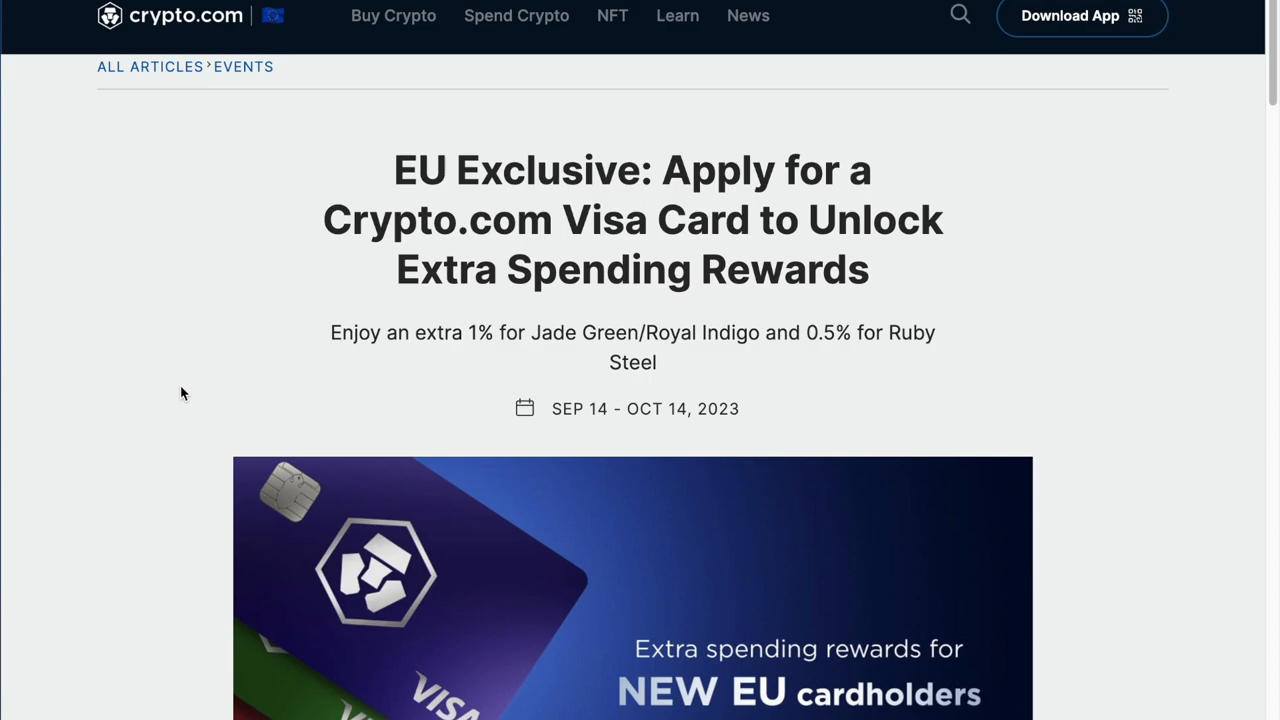 crypto.com
Buy Crypto Spend Crypto NFT Learn News
Download App
ALL ARTICLES > EVENTS
EU Exclusive: Apply for a
Crypto.com Visa Card to Unlock
Extra Spending Rewards
Enjoy an extra 1% for Jade Green/Royal Indigo and 0.5% for Ruby
Steel
SEP 14 - OCT 14, 2023
Extra spending rewards for
NEW EU cardholders
VISA